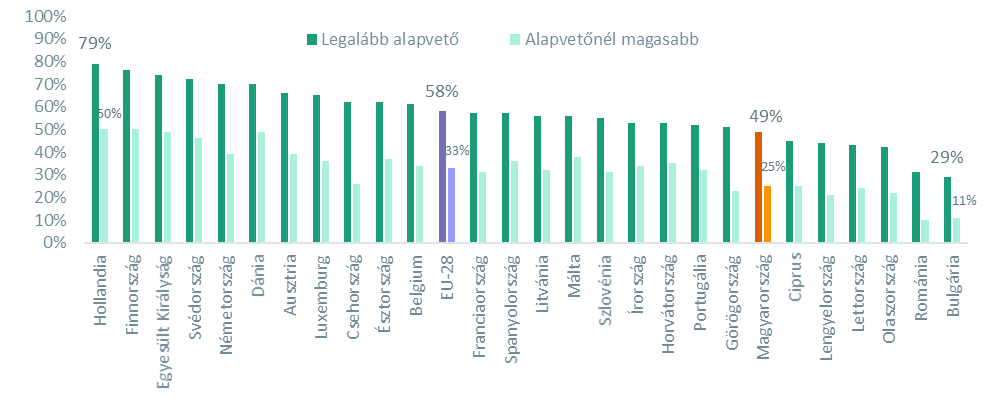 100%
90%
80%
70%
60%
50%
40%
30%
20%
10%
0%
Legalább alapvető
Alapvetőnél magasabb
79%
50%
58%
33%
49%
25%
29%
11%
Hollandia
Finnország
Egyesült Királyság
Svédország
Németország
Dánia
Ausztria
Luxemburg
Csehország
Észtország
Belgium
EU-28
Franciaország
Spanyolország
Litvánia
Málta
Szlovénia
Írország
Horvátország
Portugália
Görögország
Magyarország
Ciprus
Lengyelország
Lettország
Olaszország
Románia
Bulgária